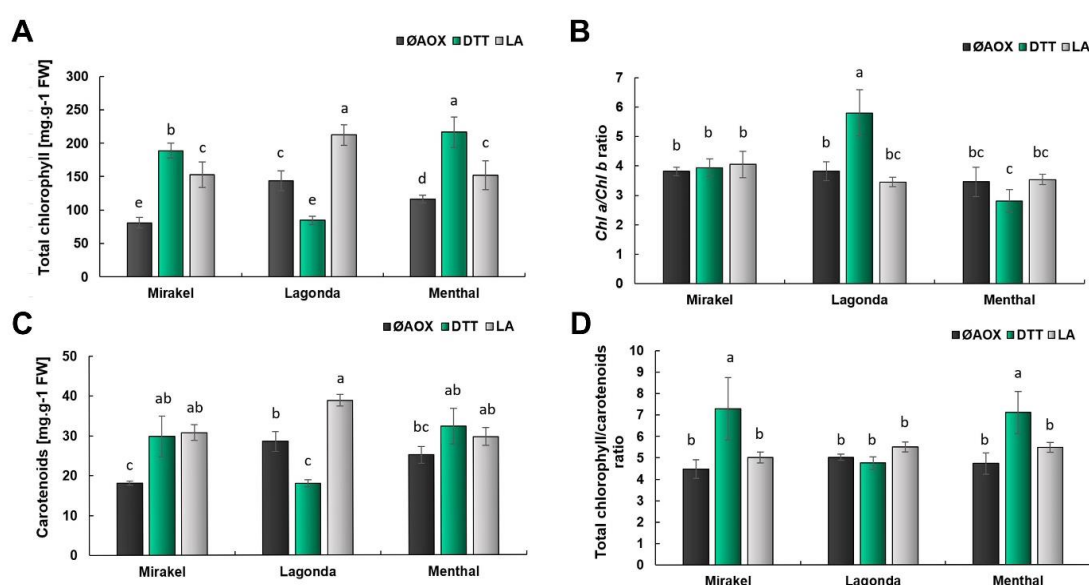 A
ØAOX DTT LA
Total chlorophyll [mg.g-1 FW]
300
250
200
150
100
50
0
e b c c e a d a c
Mirakel Lagonda Menthal
B
ØAOX DTT LA
Chl a/Chl b ratio
7
6
5
4
3
2
1
0
b b b b a bc bc c bc
Mirakel Lagonda Menthal
C
ØAOX DTT LA
Carotenoids [mg.g-1 FW]
50
40
30
20
10
0
c ab ab b c a bc ab ab
Mirakel Lagonda Menthal
D
ØAOX DTT LA
Total chlorophyll/carotenoids
ratio
10
9
8
7
6
5
4
3
2
1
0
b a b b b b b a b
Mirakel Lagonda Menthal